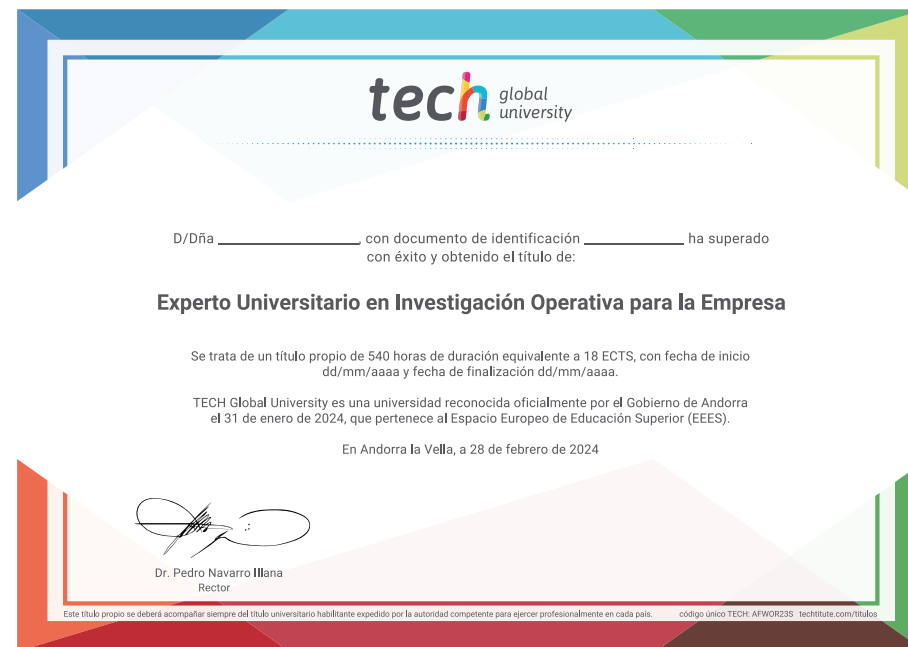 tech global university
D/Dña ____________________, con documento de identificación ______________ ha superado
con éxito y obtenido el título de:
Experto Universitario en Investigación Operativa para la Empresa
Se trata de un título propio de 540 horas de duración equivalente a 18 ECTS, con fecha de inicio
dd/mm/aaaa y fecha de finalización dd/mm/aaaa.
TECH Global University es una universidad reconocida oficialmente por el Gobierno de Andorra
el 31 de enero de 2024, que pertenece al Espacio Europeo de Educación Superior (EEES).
En Andorra la Vella, a 28 de febrero de 2024
Dr. Pedro Navarro Illana
Rector
Este título propio se deberá acompañar siempre del título universitario habilitante expedido por la autoridad competente para ejercer profesionalmente en cada país. código único TECH: AFWOR23S techtitute.com/titulos